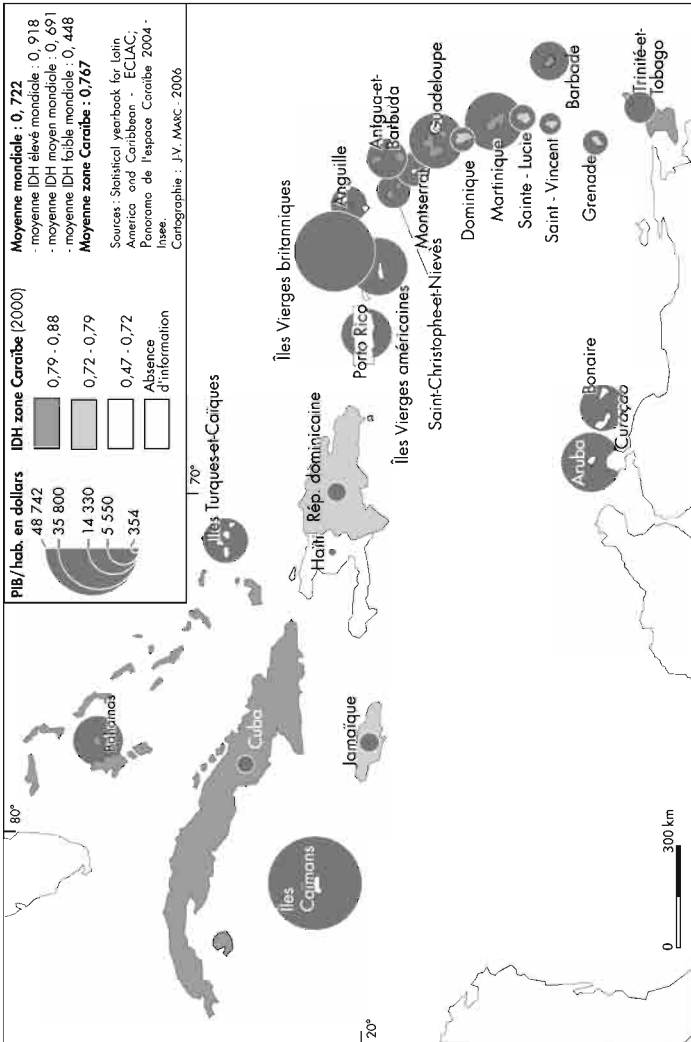 PIB/hab. en dollars
48 742
35 800
14 330
5 550
354
IDH zone Caraïbe (2000)
0,79 - 0,88
0,72 - 0,79
0,47 - 0,72
Absence
d'information
Moyenne mondiale : 0, 722
- moyenne IDH élevé mondiale : 0, 918
- moyenne IDH moyen mondiale : 0, 691
- moyenne IDH faible mondiale : 0, 448
Moyenne zone Caraïbe : 0,767
Sources : Statistical yearbook for Latin
America and Caribbean - ECLAC;
Panorama de l'espace Caraïbe 2004 -
Insee.
Cartographie : J-V. MARC - 2006
80°
70°
20°
Bahamas
Îles Turques-et-Caïques
Cuba
Îles
Caïmans
Jamaïque
Haïti
Rép. dominicaine
Porto Rico
Îles Vierges britanniques
Îles Vierges américaines
Anguille
Saint-Christophe-et-Niévès
Antigua-et-
Barbuda
Montserrat
Guadeloupe
Dominique
Martinique
Sainte - Lucie
Saint - Vincent
Barbade
Grenade
Trinité-et-
Tobago
Aruba
Curaçao
Bonaire
0
300 km